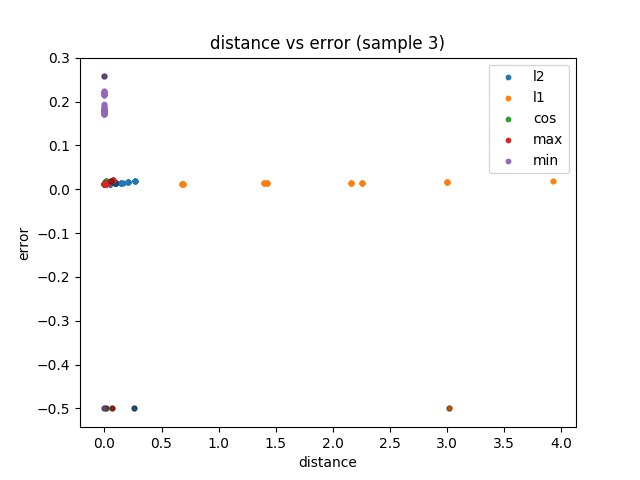 distance vs error (sample 3)
l2
l1
cos
max
min
0.3
0.2
0.1
0.0
−0.1
−0.2
−0.3
−0.4
−0.5
error
0.0 0.5 1.0 1.5 2.0 2.5 3.0 3.5 4.0
distance